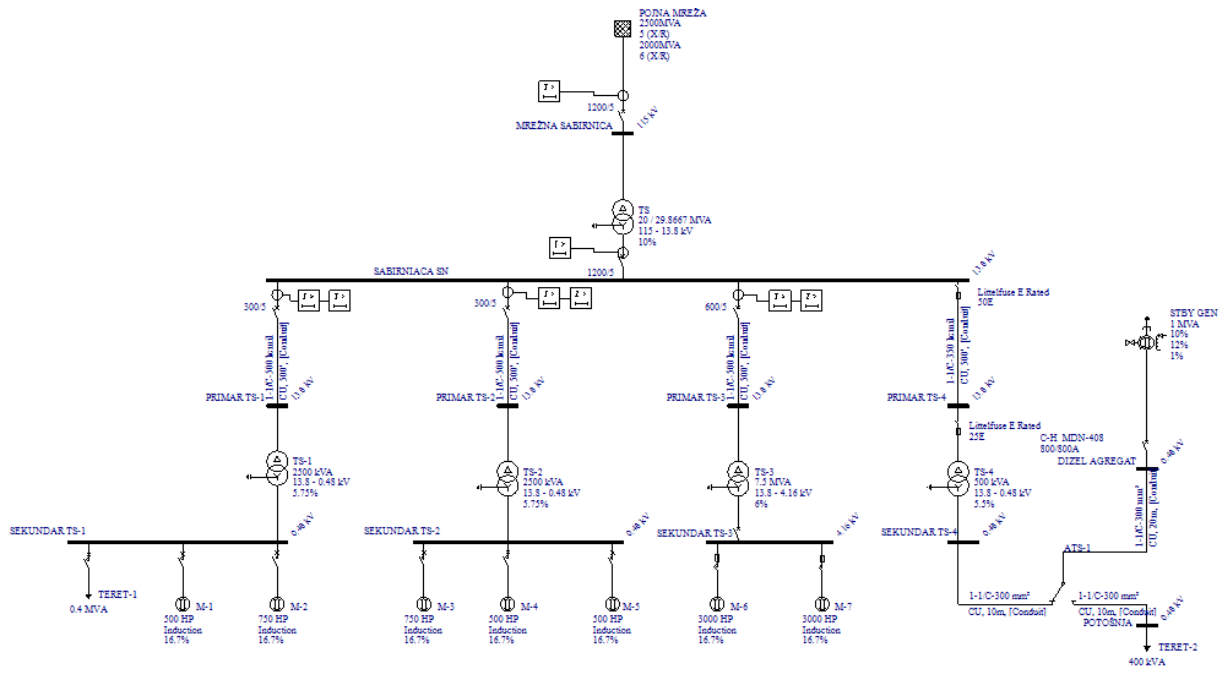 POJNA MREŽA
2500MVA
5 (X/R)
2000MVA
6 (X/R)
I >
1200/5
115 kV
MREŽNA SABIRNICA
TS
20 / 29.8667 MVA
115 - 13.8 kV
10%
I >
1200/5
SABIRNIACA SN
13.8 kV
300/5
I >
I >
300/5
I >
I >
600/5
I >
I >
Littelfuse E Rated
50E
1-1/C-500 kcmil
CU, 500', [Conduit]
1-1/C-500 kcmil
CU, 500', [Conduit]
1-1/C-500 kcmil
CU, 500', [Conduit]
1-1/C-350 kcmil
CU, 500', [Conduit]
STBY GEN
1 MVA
10%
12%
1%
PRIMAR TS-1
13.8 kV
PRIMAR TS-2
13.8 kV
PRIMAR TS-3
13.8 kV
PRIMAR TS-4
13.8 kV
Littelfuse E Rated
25E
C-H MDN-408
800/800A
DIZEL AGREGAT
0.48 kV
TS-1
2500 kVA
13.8 - 0.48 kV
5.75%
TS-2
2500 kVA
13.8 - 0.48 kV
5.75%
TS-3
7.5 MVA
13.8 - 4.16 kV
6%
TS-4
500 kVA
13.8 - 0.48 kV
5.5%
1-1/C-300 mm²
CU, 20m, [Conduit]
SEKUNDAR TS-1
0.48 kV
SEKUNDAR TS-2
0.48 kV
SEKUNDAR TS-3
4.16 kV
SEKUNDAR TS-4
0.48 kV
ATS-1
TERET-1
0.4 MVA
M-1
500 HP
Induction
16.7%
M-2
750 HP
Induction
16.7%
M-3
750 HP
Induction
16.7%
M-4
500 HP
Induction
16.7%
M-5
500 HP
Induction
16.7%
M-6
3000 HP
Induction
16.7%
M-7
3000 HP
Induction
16.7%
1-1/C-300 mm²
CU, 10m, [Conduit]
1-1/C-300 mm²
CU, 10m, [Conduit]
POTOŠNJA
0.48 kV
TERET-2
400 kVA